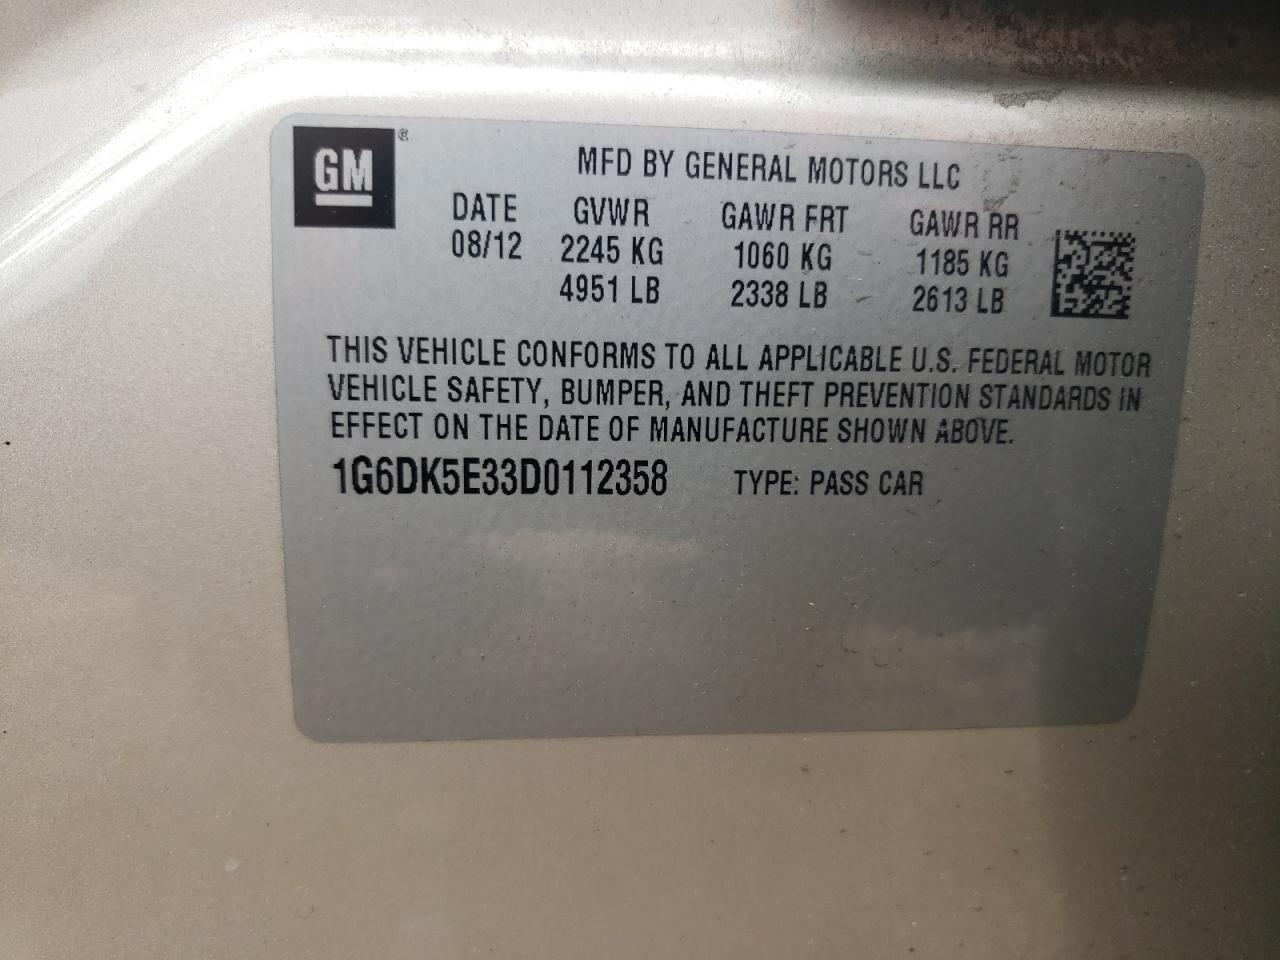 GM®
MFD BY GENERAL MOTORS LLC
DATE GVWR GAWR FRT GAWR RR
08/12 2245 KG 1060 KG 1185 KG
4951 LB 2338 LB 2613 LB
THIS VEHICLE CONFORMS TO ALL APPLICABLE U.S. FEDERAL MOTOR
VEHICLE SAFETY, BUMPER, AND THEFT PREVENTION STANDARDS IN
EFFECT ON THE DATE OF MANUFACTURE SHOWN ABOVE.
1G6DK5E33D0112358 TYPE: PASS CAR